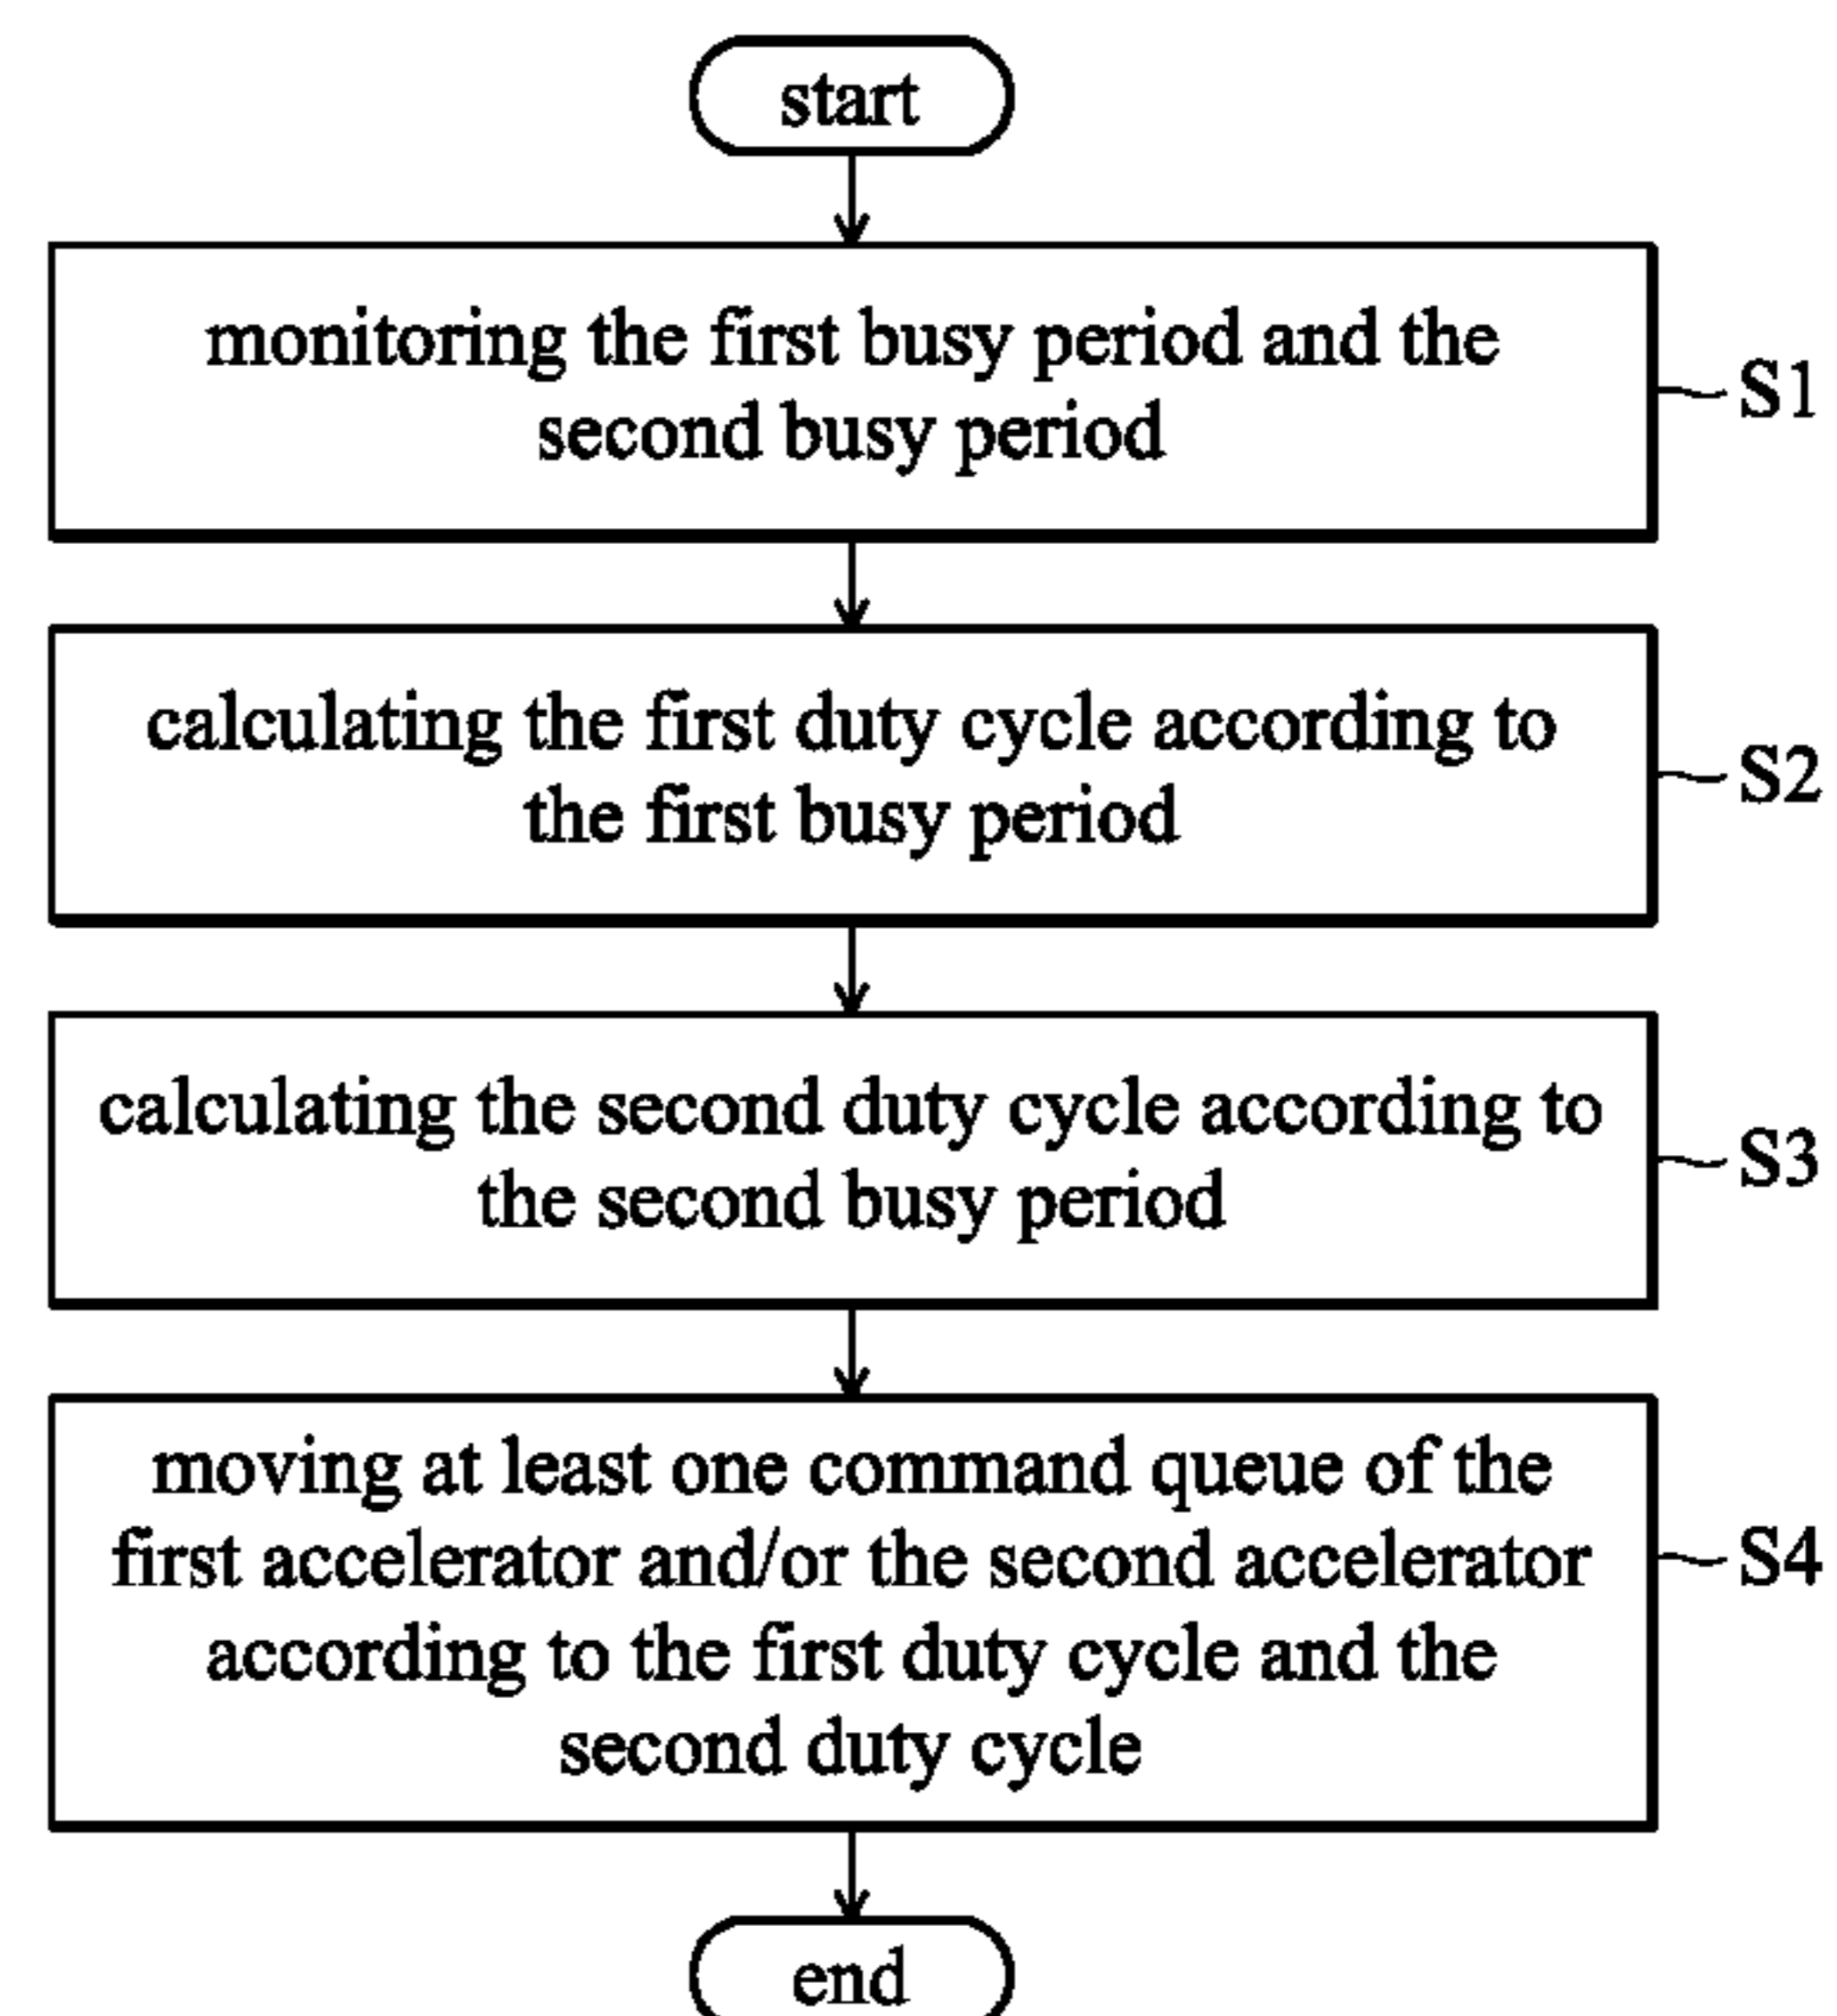 start
monitoring the first busy period and the
second busy period
S1
calculating the first duty cycle according to
the first busy period
S2
calculating the second duty cycle according to
the second busy period
S3
moving at least one command queue of the
first accelerator and/or the second accelerator
according to the first duty cycle and the
second duty cycle
S4
end